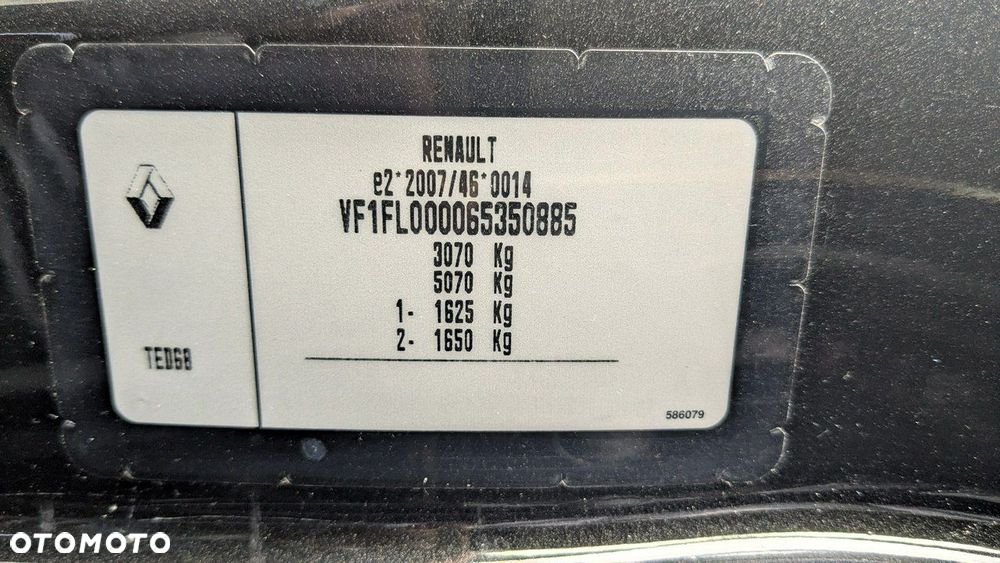 RENAULT
e2*2007/46*0014
VF1FL000065350885
3070 Kg
5070 Kg
1- 1625 Kg
2- 1650 Kg
TED68
586079
OTOMOTO